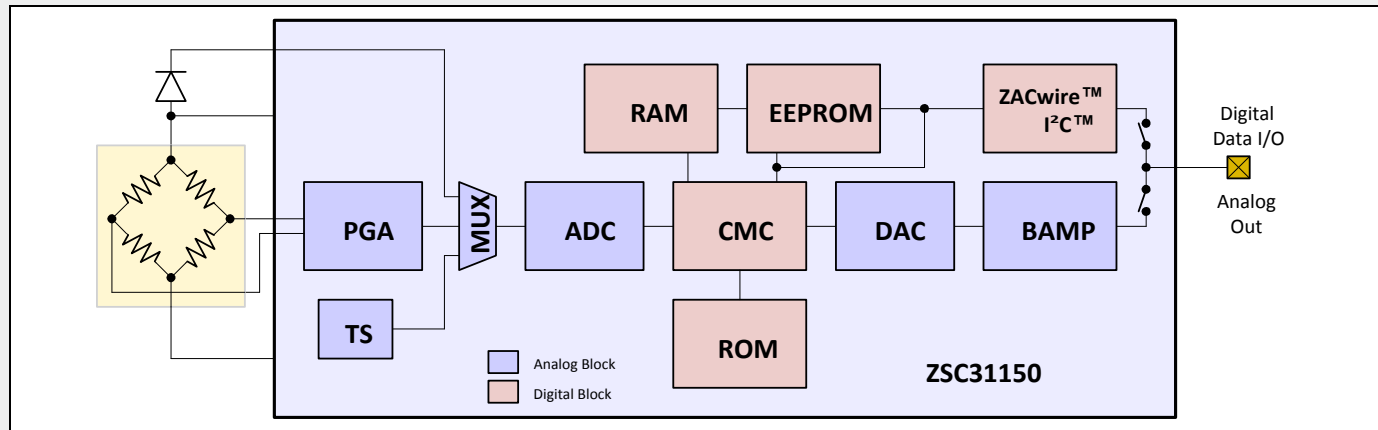 RAM
EEPROM
ZACwire™
I²C™
Digital
Data I/O
Analog
Out
PGA
MUX
ADC
CMC
DAC
BAMP
TS
ROM
Analog Block
Digital Block
ZSC31150